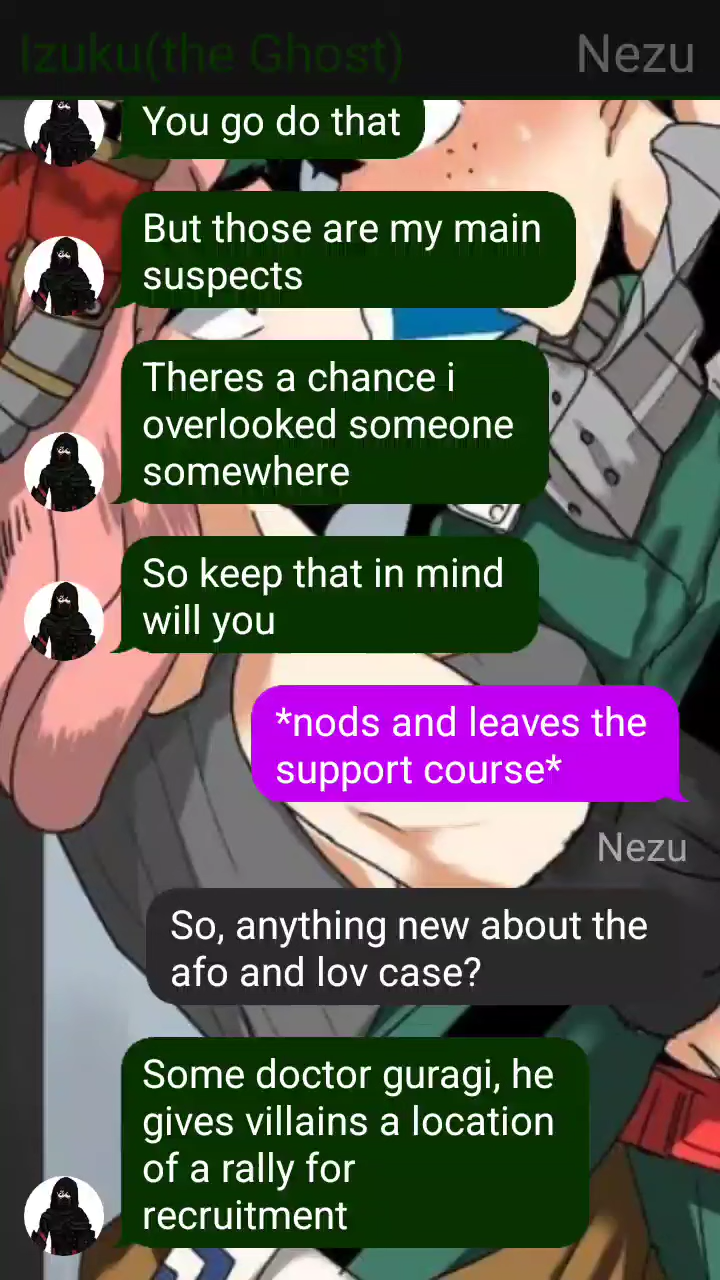 Izuku(the Ghost)
Nezu
You go do that
But those are my main
suspects
Theres a chance i
overlooked someone
somewhere
So keep that in mind
will you
*nods and leaves the
support course*
Nezu
So, anything new about the
afo and lov case?
Some doctor guragi, he
gives villains a location
of a rally for
recruitment